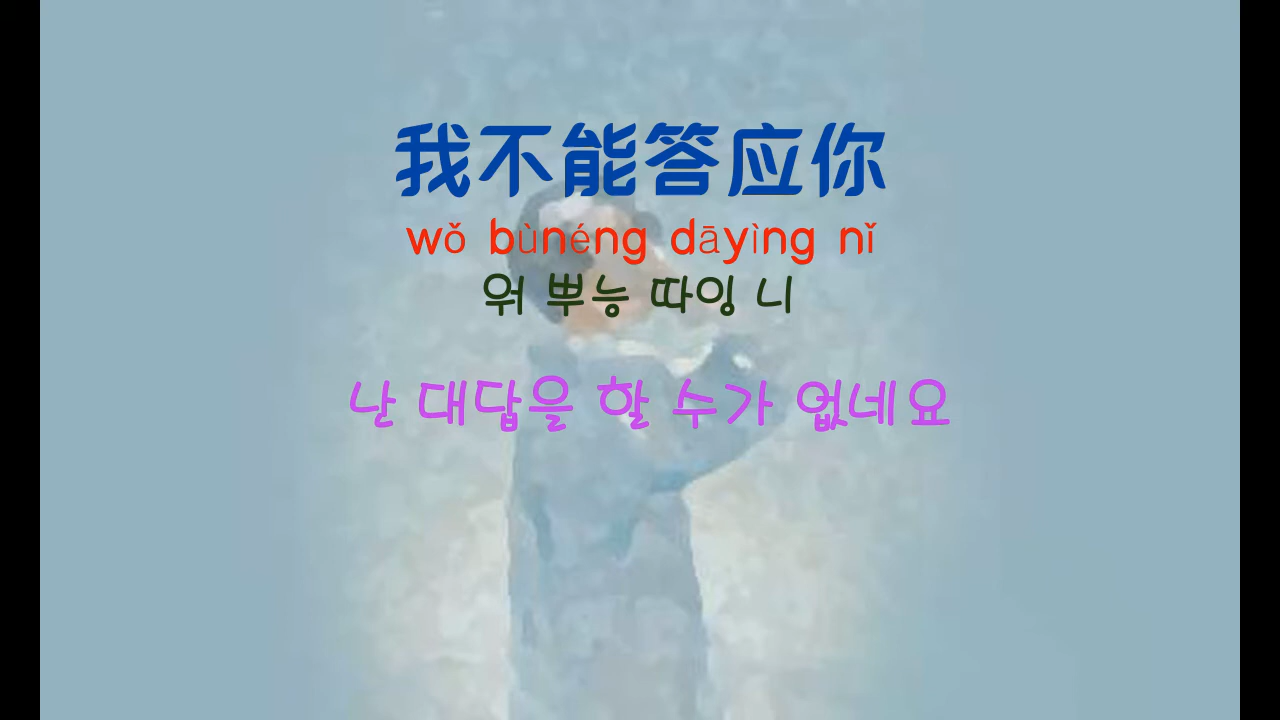 我不能答应你
wǒ bùnéng dāyìng nǐ
워 뿌능 따잉 니
난 대답을 할 수가 없네요